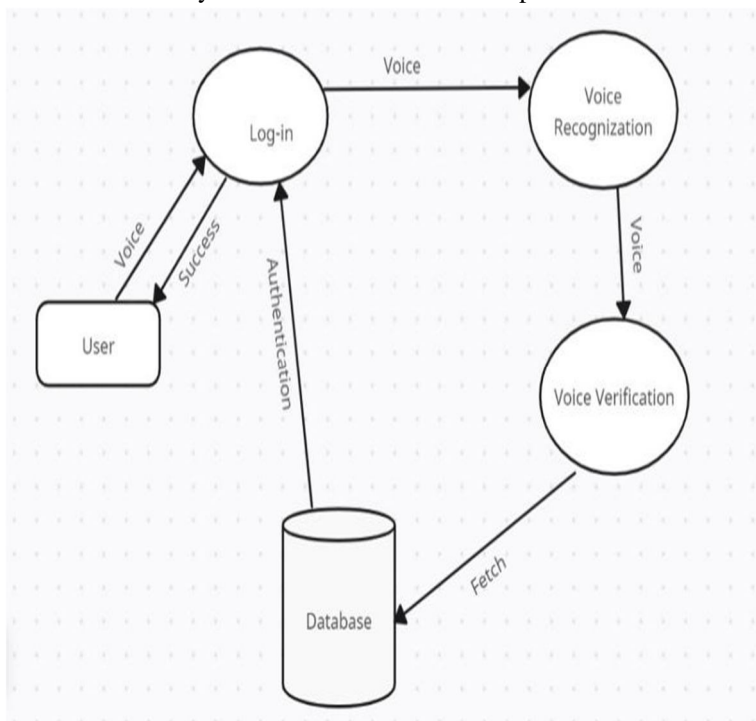 Voice
Log-in
Voice
Recognization
Voice
Success
Voice
User
Authentication
Voice Verification
Fetch
Database